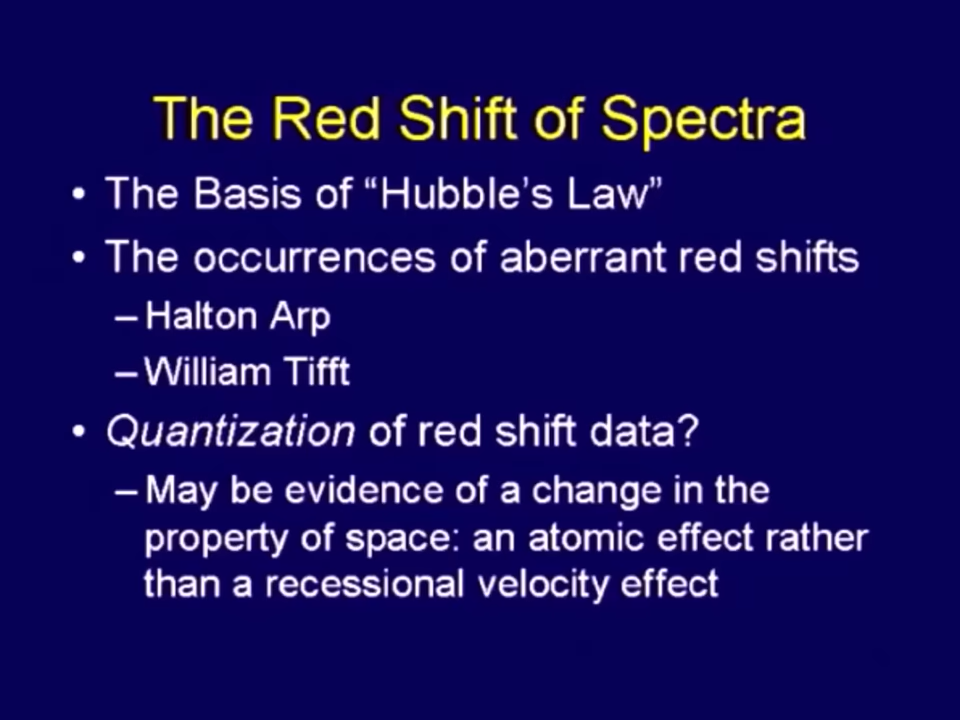 The Red Shift of Spectra
• The Basis of “Hubble’s Law”
• The occurrences of aberrant red shifts
– Halton Arp
– William Tifft
• Quantization of red shift data?
– May be evidence of a change in the
property of space: an atomic effect rather
than a recessional velocity effect